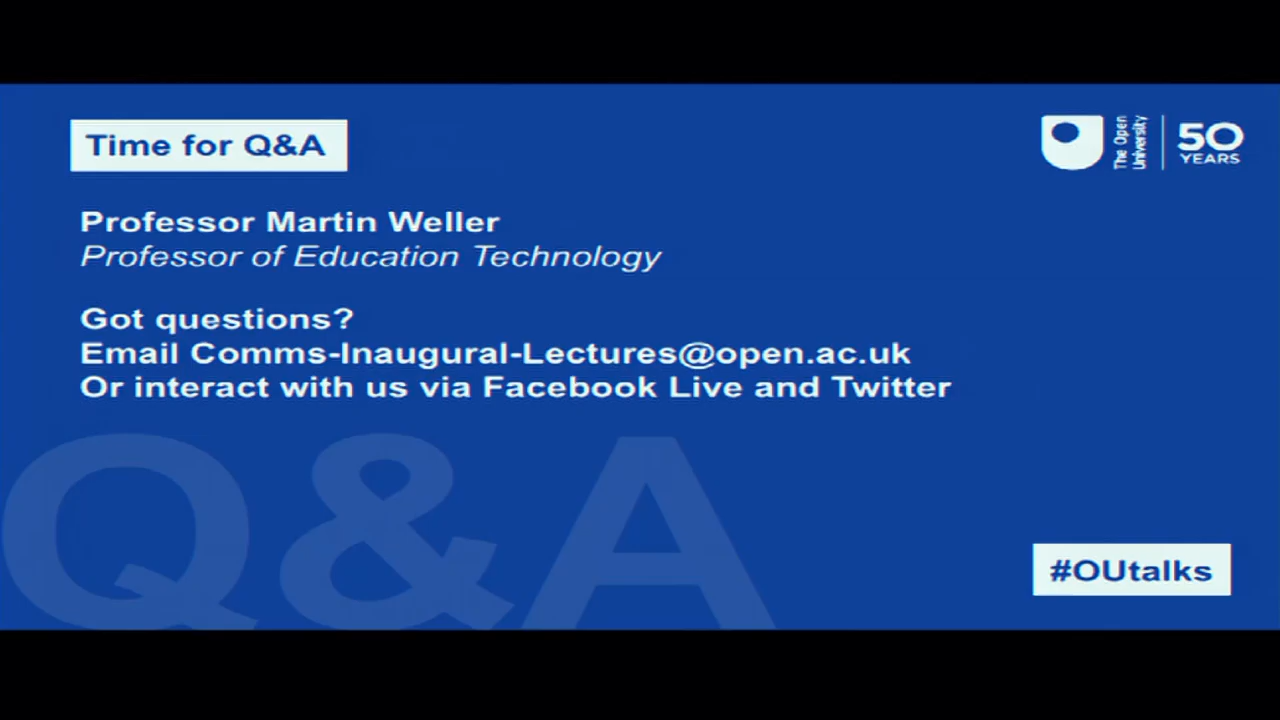 Time for Q&A
The Open
University
50
YEARS
Professor Martin Weller
Professor of Education Technology
Got questions?
Email Comms-Inaugural-Lectures@open.ac.uk
Or interact with us via Facebook Live and Twitter
Q&A
#OUtalks